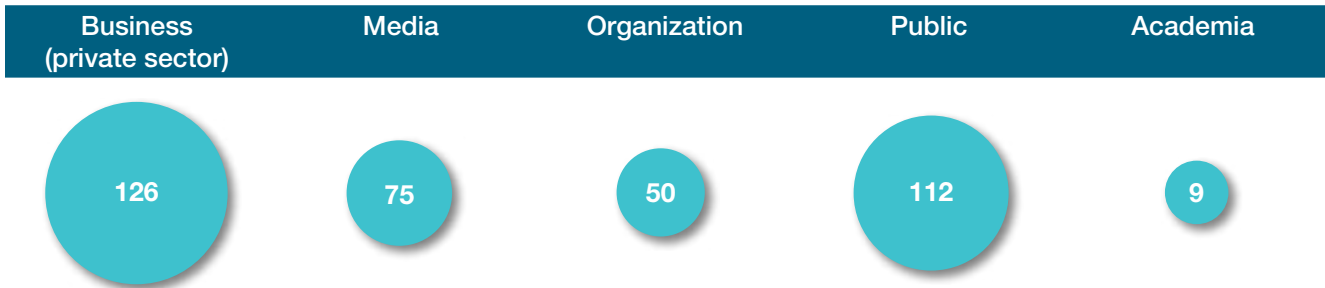 Business
(private sector)
Media
Organization
Public
Academia
126
75
50
112
9